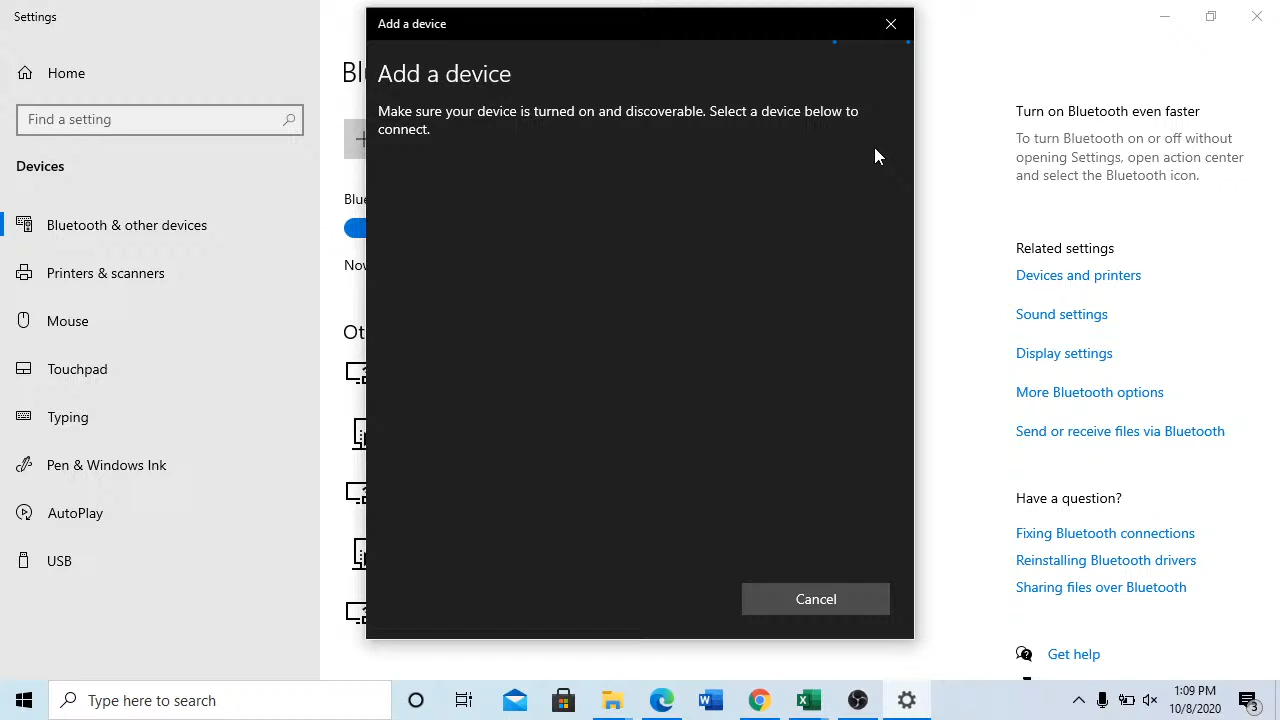 Settings
Home
Find a setting
Devices
Bluetooth & other devices
Printers & scanners
Mouse
Touchpad
Typing
Pen & Windows Ink
AutoPlay
USB
Add a device
Add a device
Make sure your device is turned on and discoverable. Select a device below to
connect.
Cancel
Bl
Blue
Nov
Ot
Turn on Bluetooth even faster
To turn Bluetooth on or off without
opening Settings, open action center
and select the Bluetooth icon.
Related settings
Devices and printers
Sound settings
Display settings
More Bluetooth options
Send or receive files via Bluetooth
Have a question?
Fixing Bluetooth connections
Reinstalling Bluetooth drivers
Sharing files over Bluetooth
Get help
Type here to search
1:09 PM
10/8/2020
3